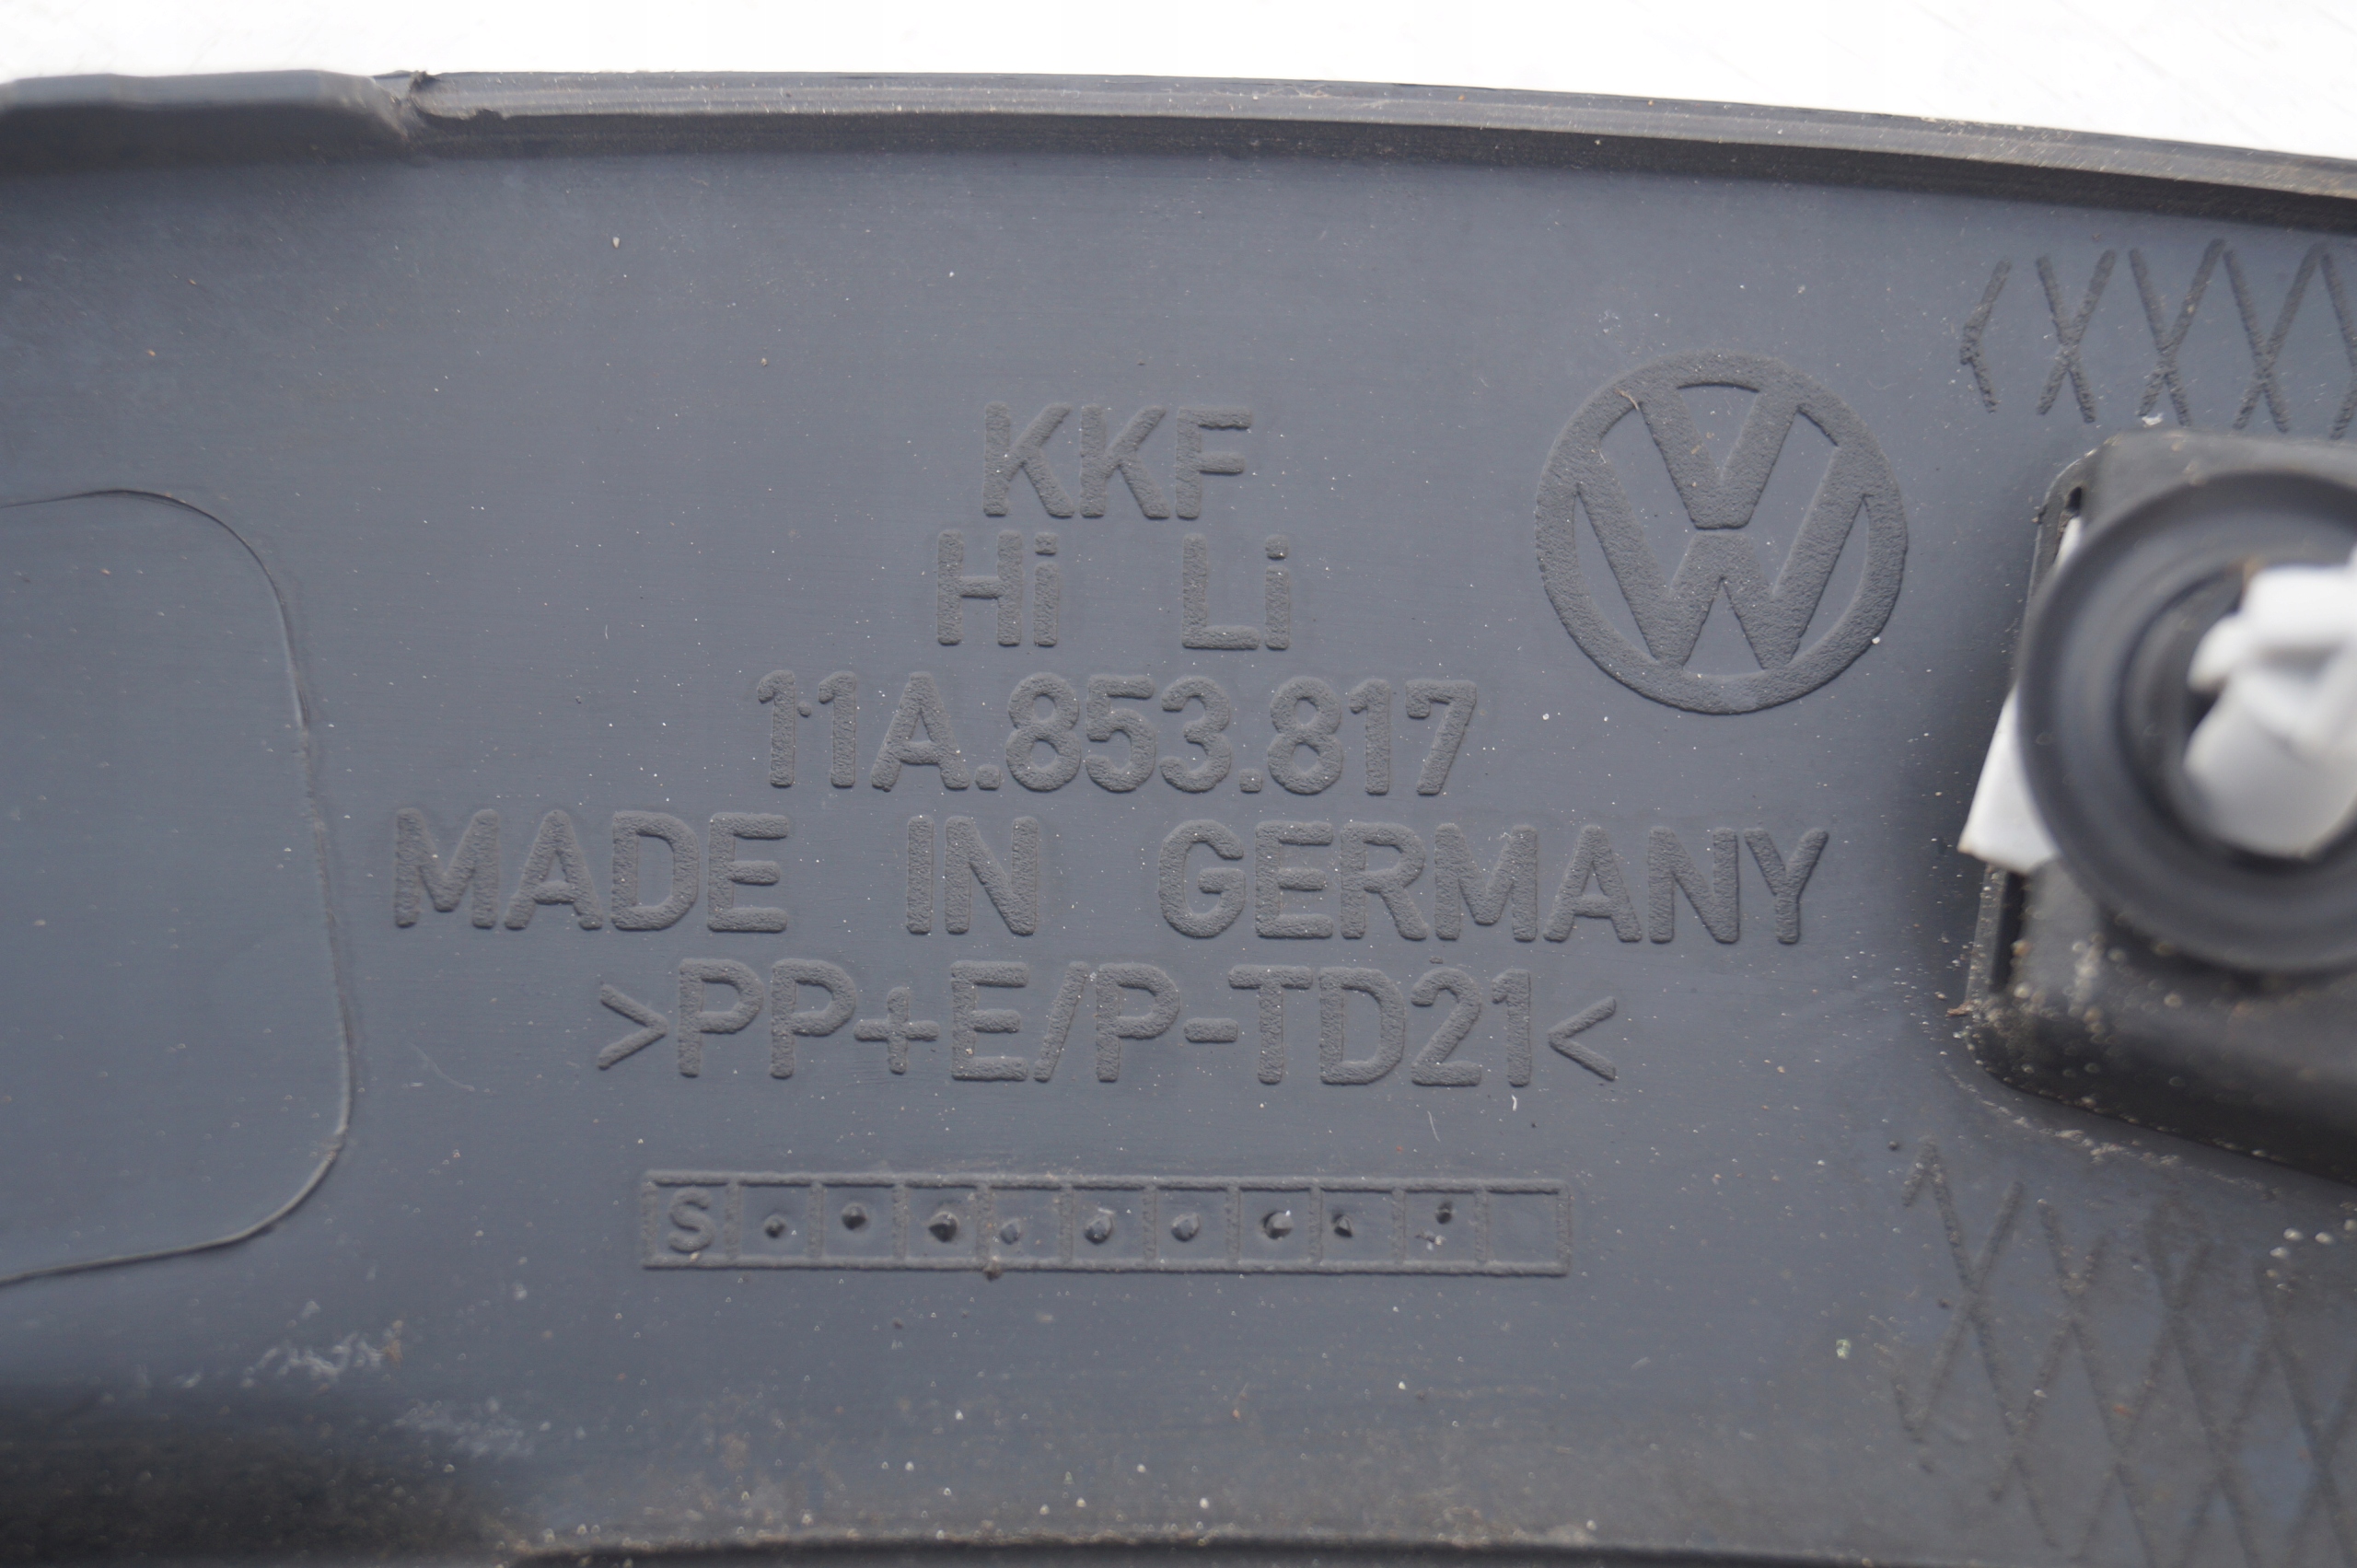 KKF
Hi Li
11A.853.817
MADE IN GERMANY
>PP+E/P-TD21<
S